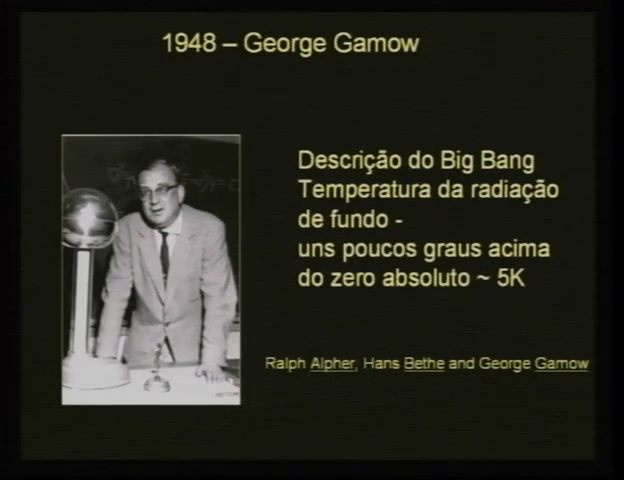 1948 – George Gamow
Descrição do Big Bang
Temperatura da radiação
de fundo -
uns poucos graus acima
do zero absoluto ~ 5K
Ralph Alpher, Hans Bethe and George Gamow